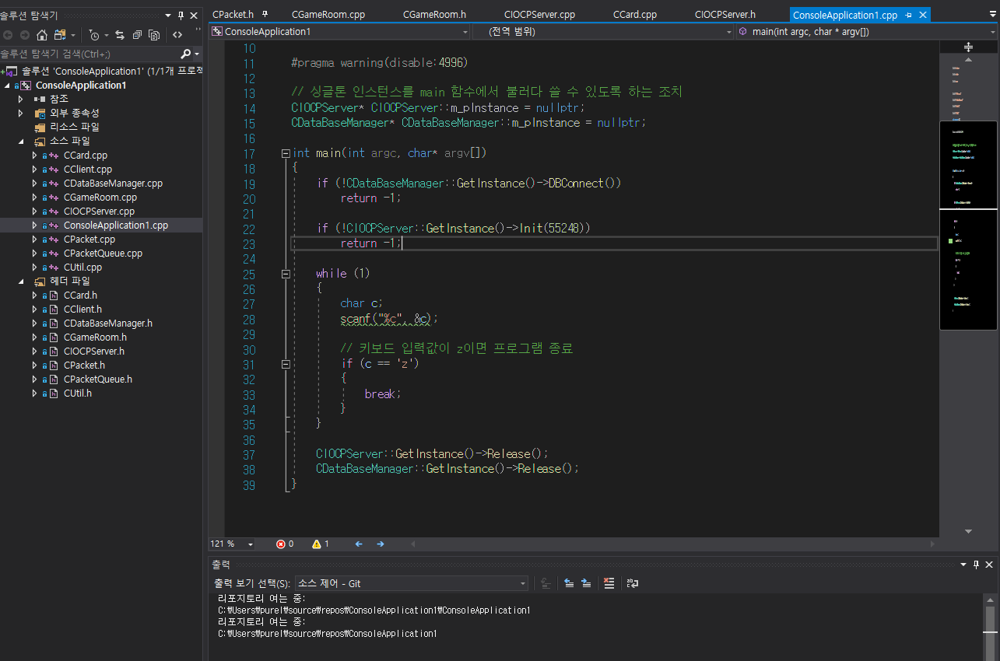 솔루션 탐색기
솔루션 탐색기 검색(Ctrl+;)
솔루션 'ConsoleApplication1' (1/1개 프로젝
ConsoleApplication1
참조
외부 종속성
리소스 파일
소스 파일
CCard.cpp
CClient.cpp
CDataBaseManager.cpp
CGameRoom.cpp
CIOCPServer.cpp
ConsoleApplication1.cpp
CPacket.cpp
CPacketQueue.cpp
CUtil.cpp
헤더 파일
CCard.h
CClient.h
CDataBaseManager.h
CGameRoom.h
CIOCPServer.h
CPacket.h
CPacketQueue.h
CUtil.h
CPacket.h CGameRoom.cpp CGameRoom.h CIOCPServer.cpp CCard.cpp CIOCPServer.h ConsoleApplication1.cpp
ConsoleApplication1 (전역 범위) main(int argc, char * argv[])
10
11 #pragma warning(disable:4996)
12
13 // 싱글톤 인스턴스를 main 함수에서 불러다 쓸 수 있도록 하는 조치
14 CIOCPServer* CIOCPServer::m_pInstance = nullptr;
15 CDataBaseManager* CDataBaseManager::m_pInstance = nullptr;
16
17 int main(int argc, char* argv[])
18 {
19 if (!CDataBaseManager::GetInstance()->DBConnect())
20 return -1;
21
22 if (!CIOCPServer::GetInstance()->Init(55248))
23 return -1;
24
25 while (1)
26 {
27 char c;
28 scanf("%c", &c);
29
30 // 키보드 입력값이 z이면 프로그램 종료
31 if (c == 'z')
32 {
33 break;
34 }
35 }
36
37 CIOCPServer::GetInstance()->Release();
38 CDataBaseManager::GetInstance()->Release();
39 }
121 % 0 1
출력
출력 보기 선택(S): 소스 제어 - Git
리포지토리 여는 중:
C:\Users\purel\source\repos\ConsoleApplication1\ConsoleApplication1
리포지토리 여는 중:
C:\Users\purel\source\repos\ConsoleApplication1